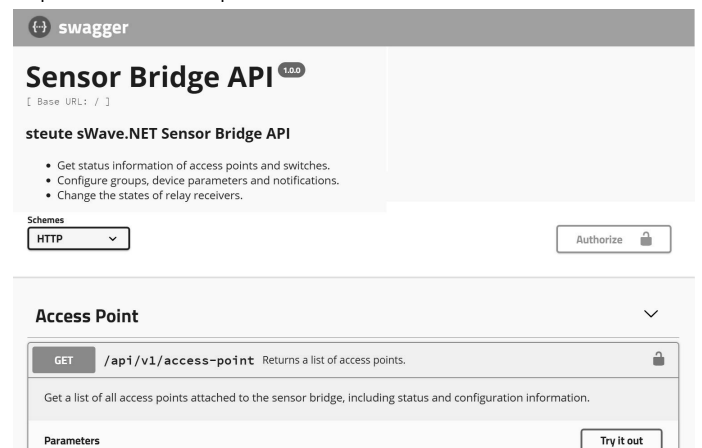 swagger
Sensor Bridge API 1.0.0
[ Base URL: / ]
steute sWave.NET Sensor Bridge API
• Get status information of access points and switches.
• Configure groups, device parameters and notifications.
• Change the states of relay receivers.
Schemes
HTTP
Authorize
Access Point
GET /api/v1/access-point Returns a list of access points.
Get a list of all access points attached to the sensor bridge, including status and configuration information.
Parameters Try it out